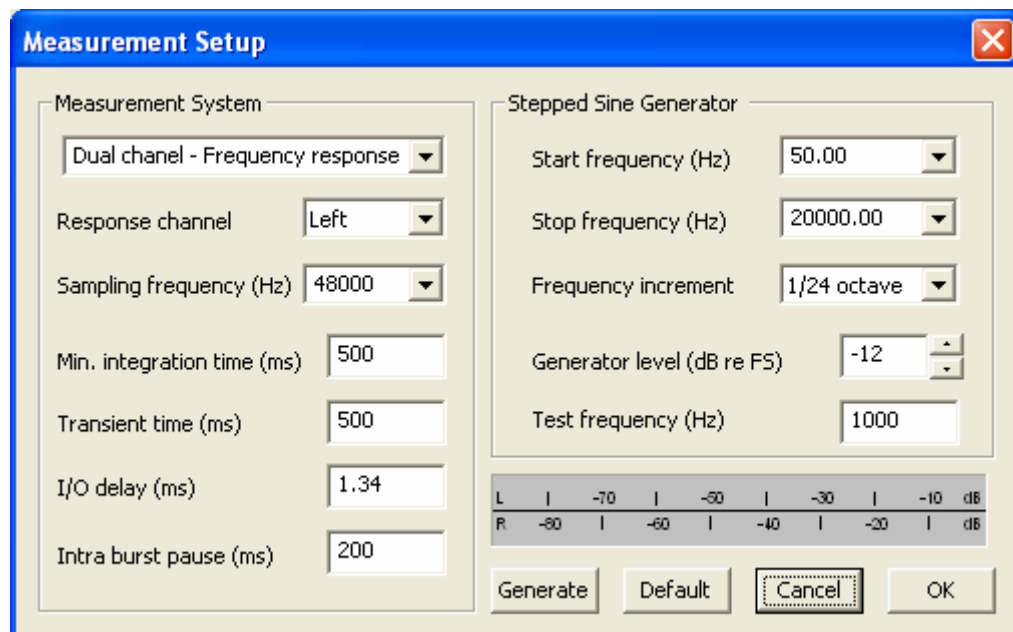 Measurement Setup
Measurement System
Dual chanel - Frequency response
Response channel Left
Sampling frequency (Hz) 48000
Min. integration time (ms) 500
Transient time (ms) 500
I/O delay (ms) 1.34
Intra burst pause (ms) 200
Stepped Sine Generator
Start frequency (Hz) 50.00
Stop frequency (Hz) 20000.00
Frequency increment 1/24 octave
Generator level (dB re FS) -12
Test frequency (Hz) 1000
L | -70 | -50 | -30 | -10 dB
R -80 | -60 | -40 | -20 | dB
Generate Default Cancel OK